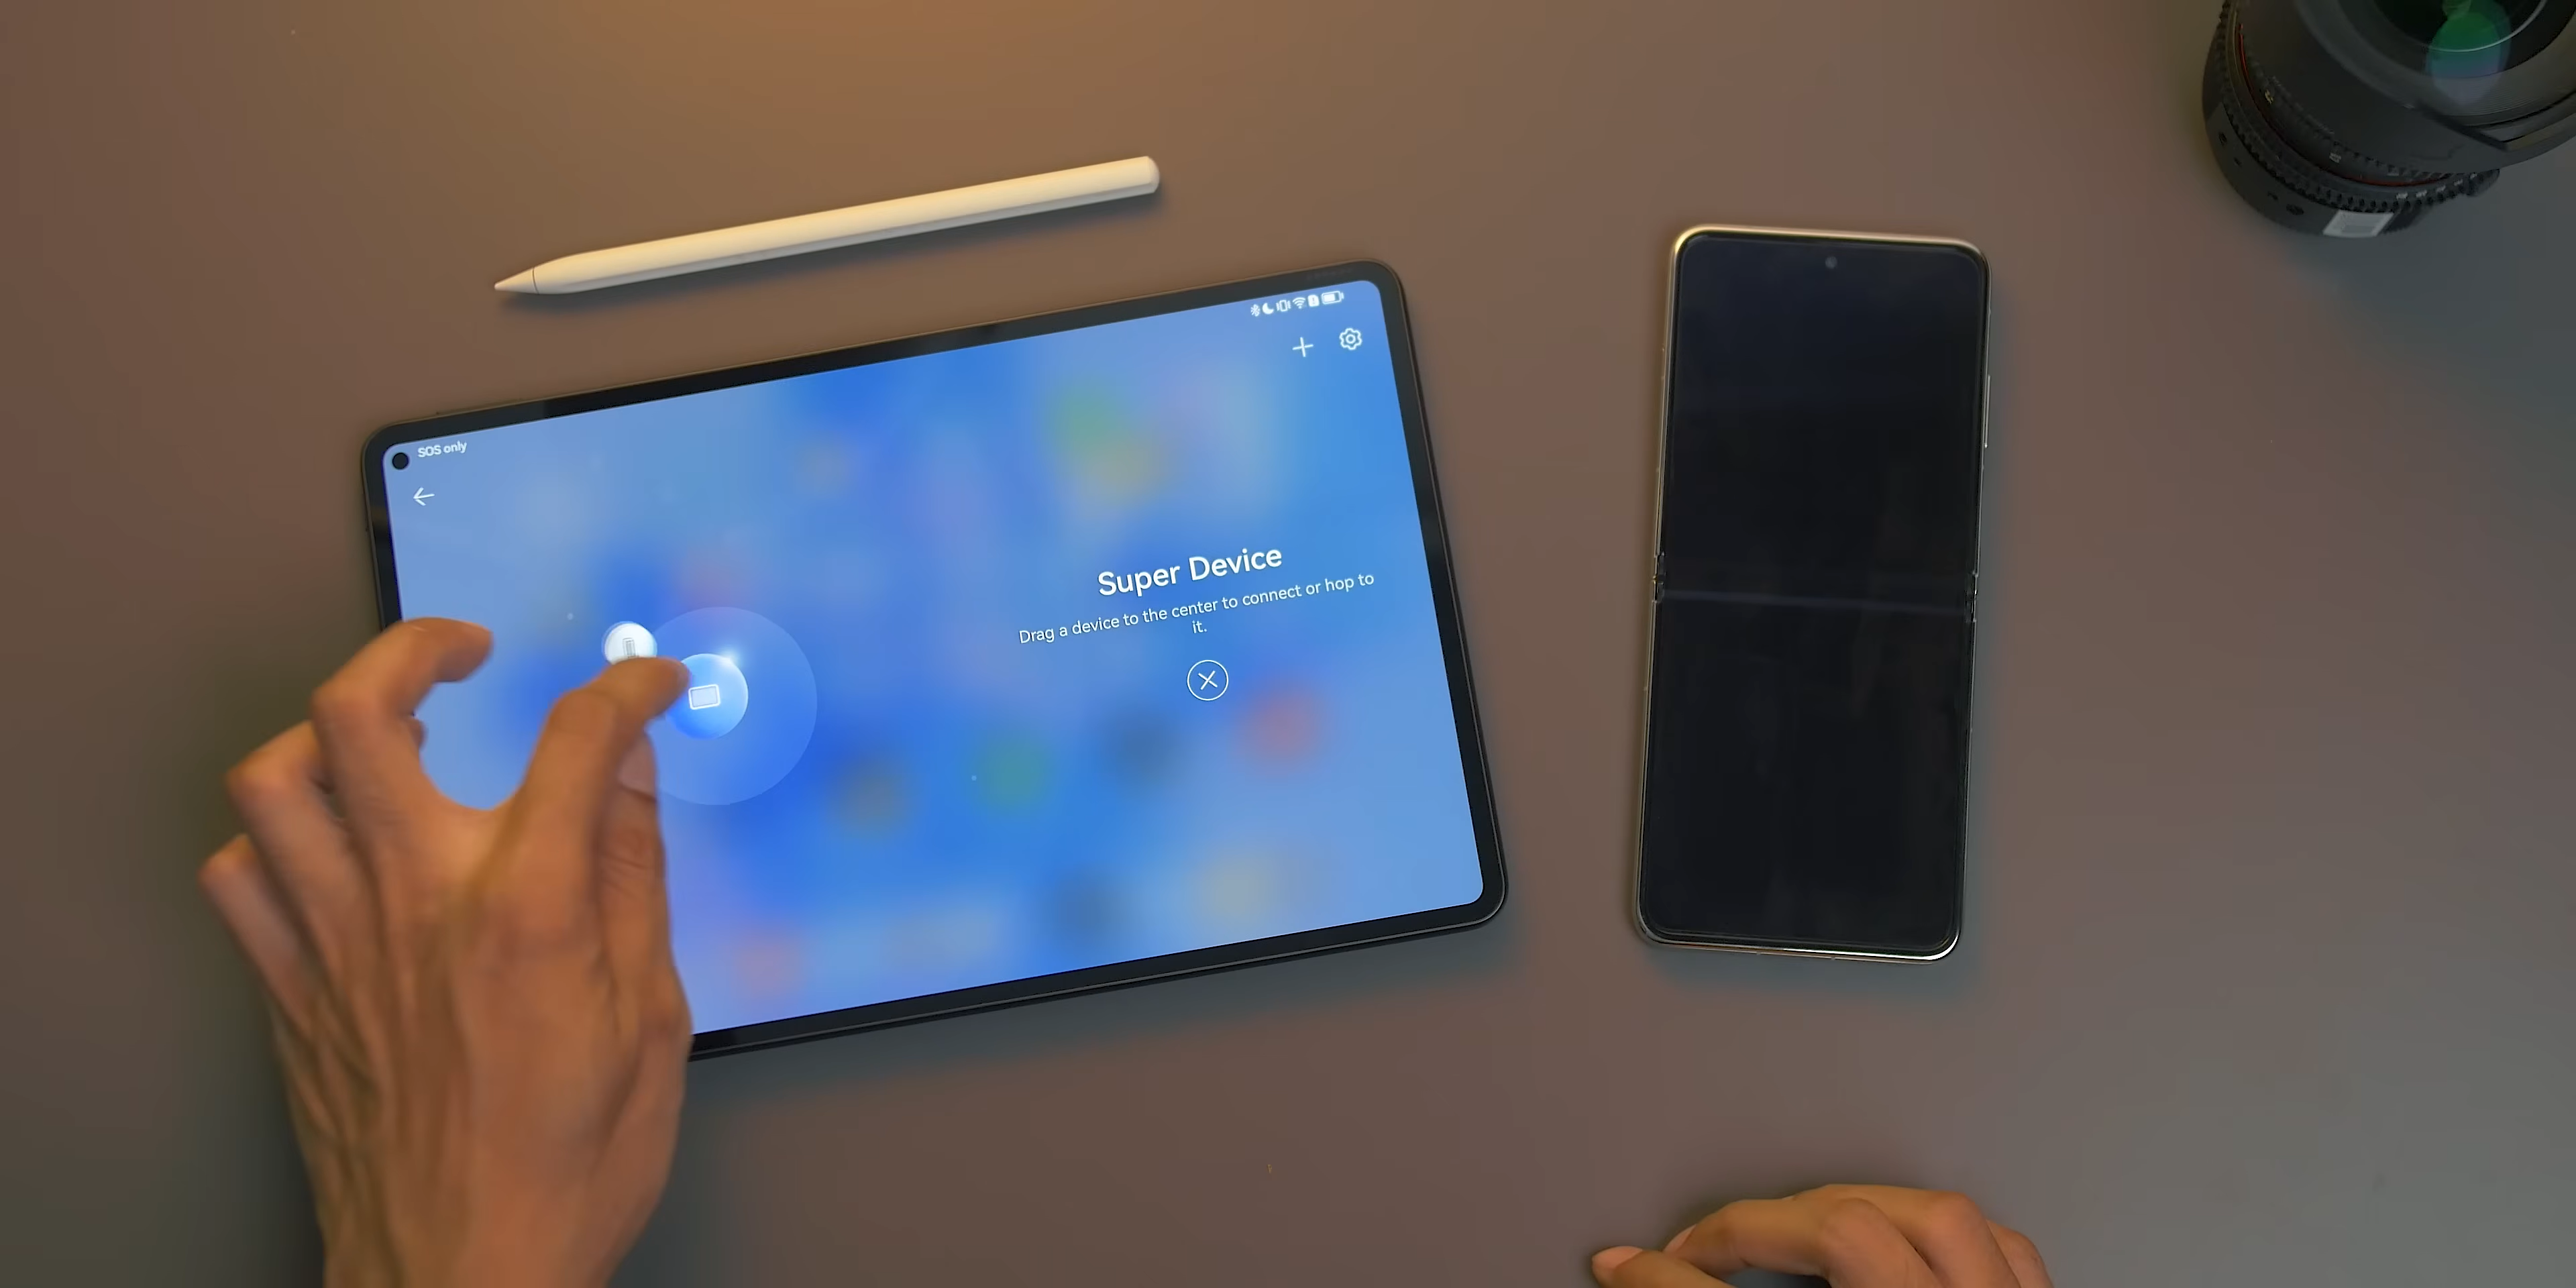 SOS only
Super Device
Drag a device to the center to connect or hop to
it.